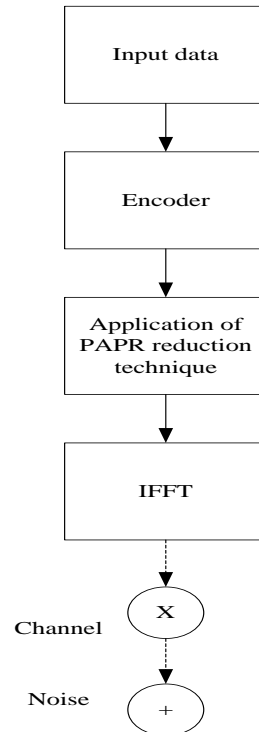 Input data
Encoder
Application of
PAPR reduction
technique
IFFT
X
Channel
Noise
+